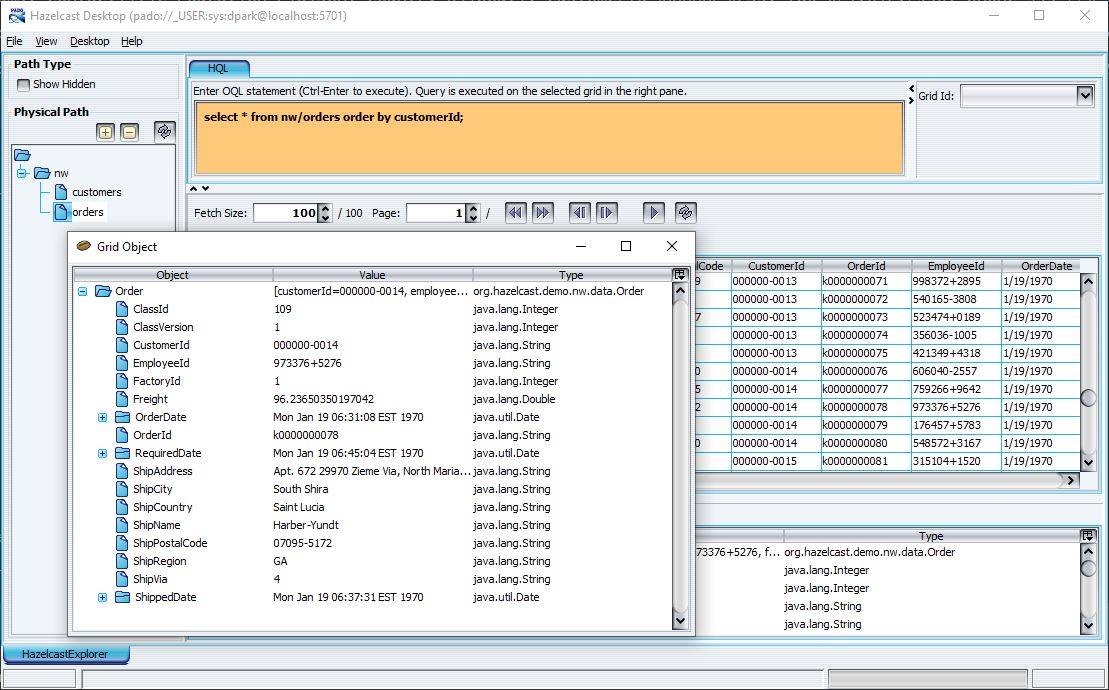 Hazelcast Desktop (pado://_USER:sys:dpark@localhost:5701)
File View Desktop Help
Path Type
Show Hidden
Physical Path
nw
customers
orders
HQL
Enter OQL statement (Ctrl-Enter to execute). Query is executed on the selected grid in the right pane.
select * from nw/orders order by customerId;
Grid Id:
Fetch Size: 100 / 100 Page: 1 /
Grid Object
Object Value Type
Order [customerId=000000-0014, employee... org.hazelcast.demo.nw.data.Order
ClassId 109 java.lang.Integer
ClassVersion 1 java.lang.Integer
CustomerId 000000-0014 java.lang.String
EmployeeId 973376+5276 java.lang.String
FactoryId 1 java.lang.Integer
Freight 96.23650350197042 java.lang.Double
OrderDate Mon Jan 19 06:31:08 EST 1970 java.util.Date
OrderId k0000000078 java.lang.String
RequiredDate Mon Jan 19 06:45:04 EST 1970 java.util.Date
ShipAddress Apt. 672 29970 Zieme Via, North Maria... java.lang.String
ShipCity South Shira java.lang.String
ShipCountry Saint Lucia java.lang.String
ShipName Harber-Yundt java.lang.String
ShipPostalCode 07095-5172 java.lang.String
ShipRegion GA java.lang.String
ShipVia 4 java.lang.String
ShippedDate Mon Jan 19 06:37:31 EST 1970 java.util.Date
lCode CustomerId OrderId EmployeeId OrderDate
9 000000-0013 k0000000071 998372+2895 1/19/1970
000000-0013 k0000000072 540165-3808 1/19/1970
7 000000-0013 k0000000073 523474+0189 1/19/1970
000000-0013 k0000000074 356036-1005 1/19/1970
000000-0013 k0000000075 421349+4318 1/19/1970
0 000000-0014 k0000000076 606040-2557 1/19/1970
5 000000-0014 k0000000077 759266+9642 1/19/1970
2 000000-0014 k0000000078 973376+5276 1/19/1970
000000-0014 k0000000079 176457+5783 1/19/1970
0 000000-0014 k0000000080 548572+3167 1/19/1970
000000-0015 k0000000081 315104+1520 1/19/1970
Type
73376+5276, f... org.hazelcast.demo.nw.data.Order
java.lang.Integer
java.lang.Integer
java.lang.String
java.lang.String
HazelcastExplorer